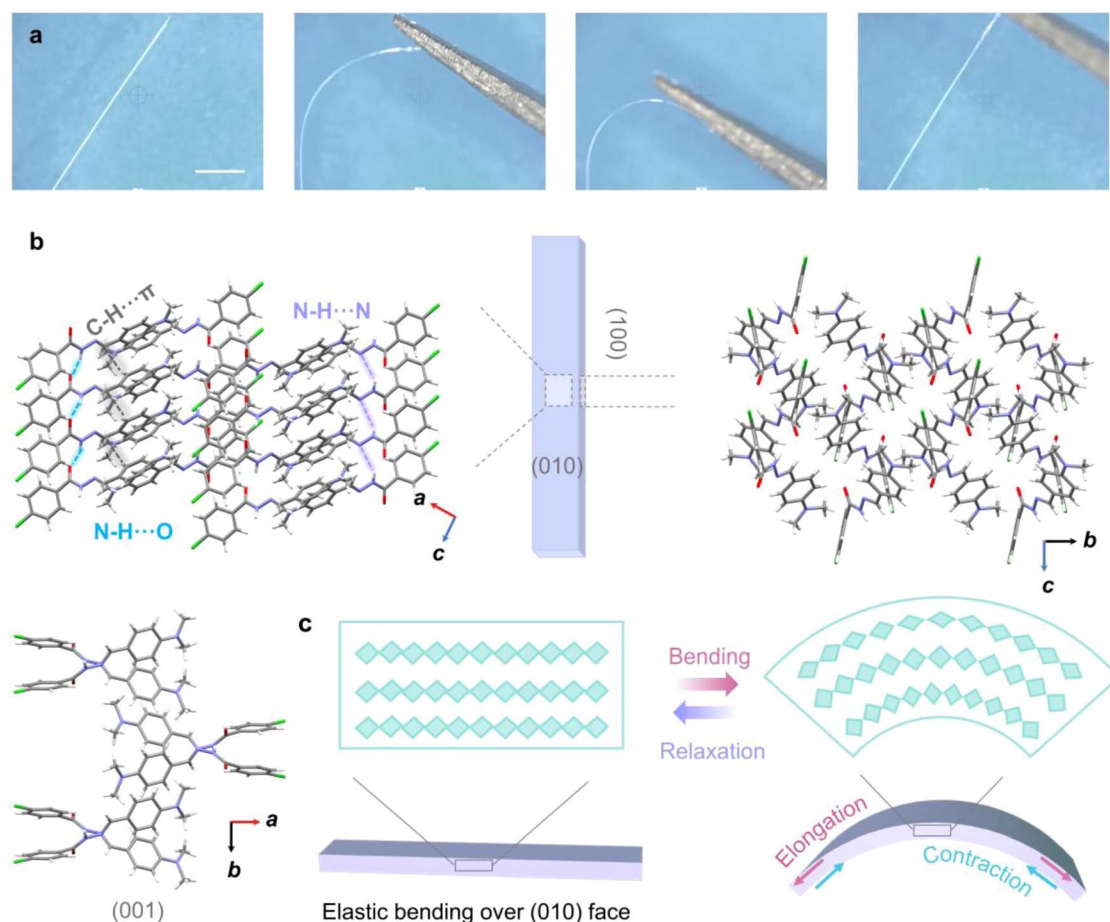 a
b
C-H···π
N-H···N
(100)
(010)
N-H···O
a
c
b
c
c
Bending
Relaxation
a
b
(001)
Elongation
Contraction
Elastic bending over (010) face